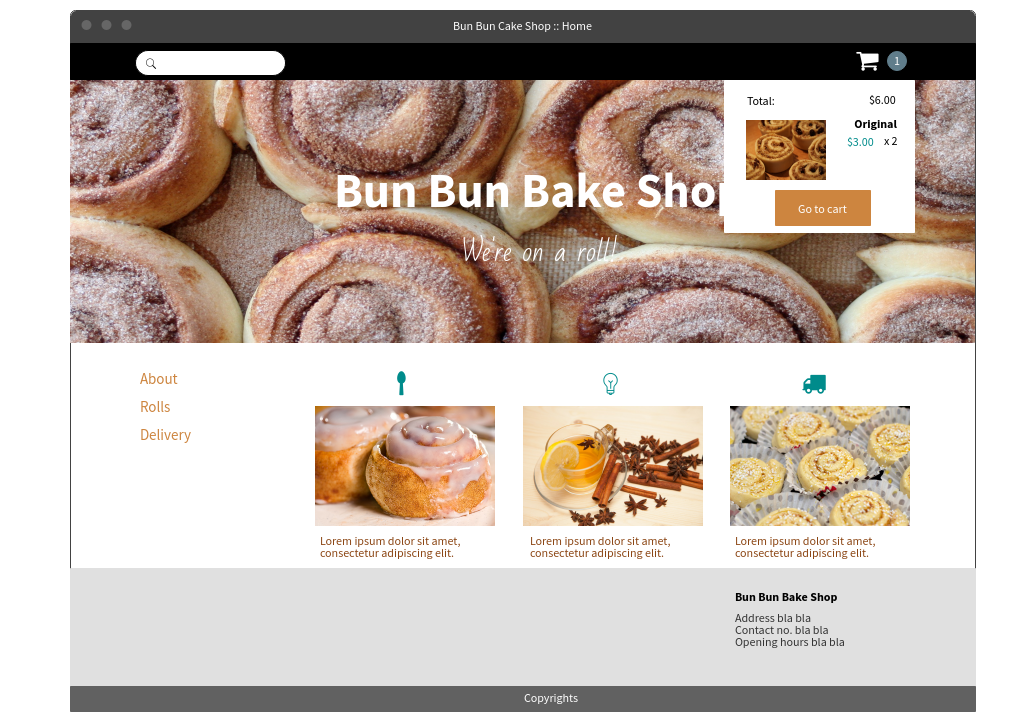 Bun Bun Cake Shop :: Home
1
Total: $6.00
Original
$3.00 x 2
Go to cart
Bun Bun Bake Shop
We're on a roll!
About
Rolls
Delivery
Lorem ipsum dolor sit amet,
consectetur adipiscing elit.
Lorem ipsum dolor sit amet,
consectetur adipiscing elit.
Lorem ipsum dolor sit amet,
consectetur adipiscing elit.
Bun Bun Bake Shop
Address bla bla
Contact no. bla bla
Opening hours bla bla
Copyrights